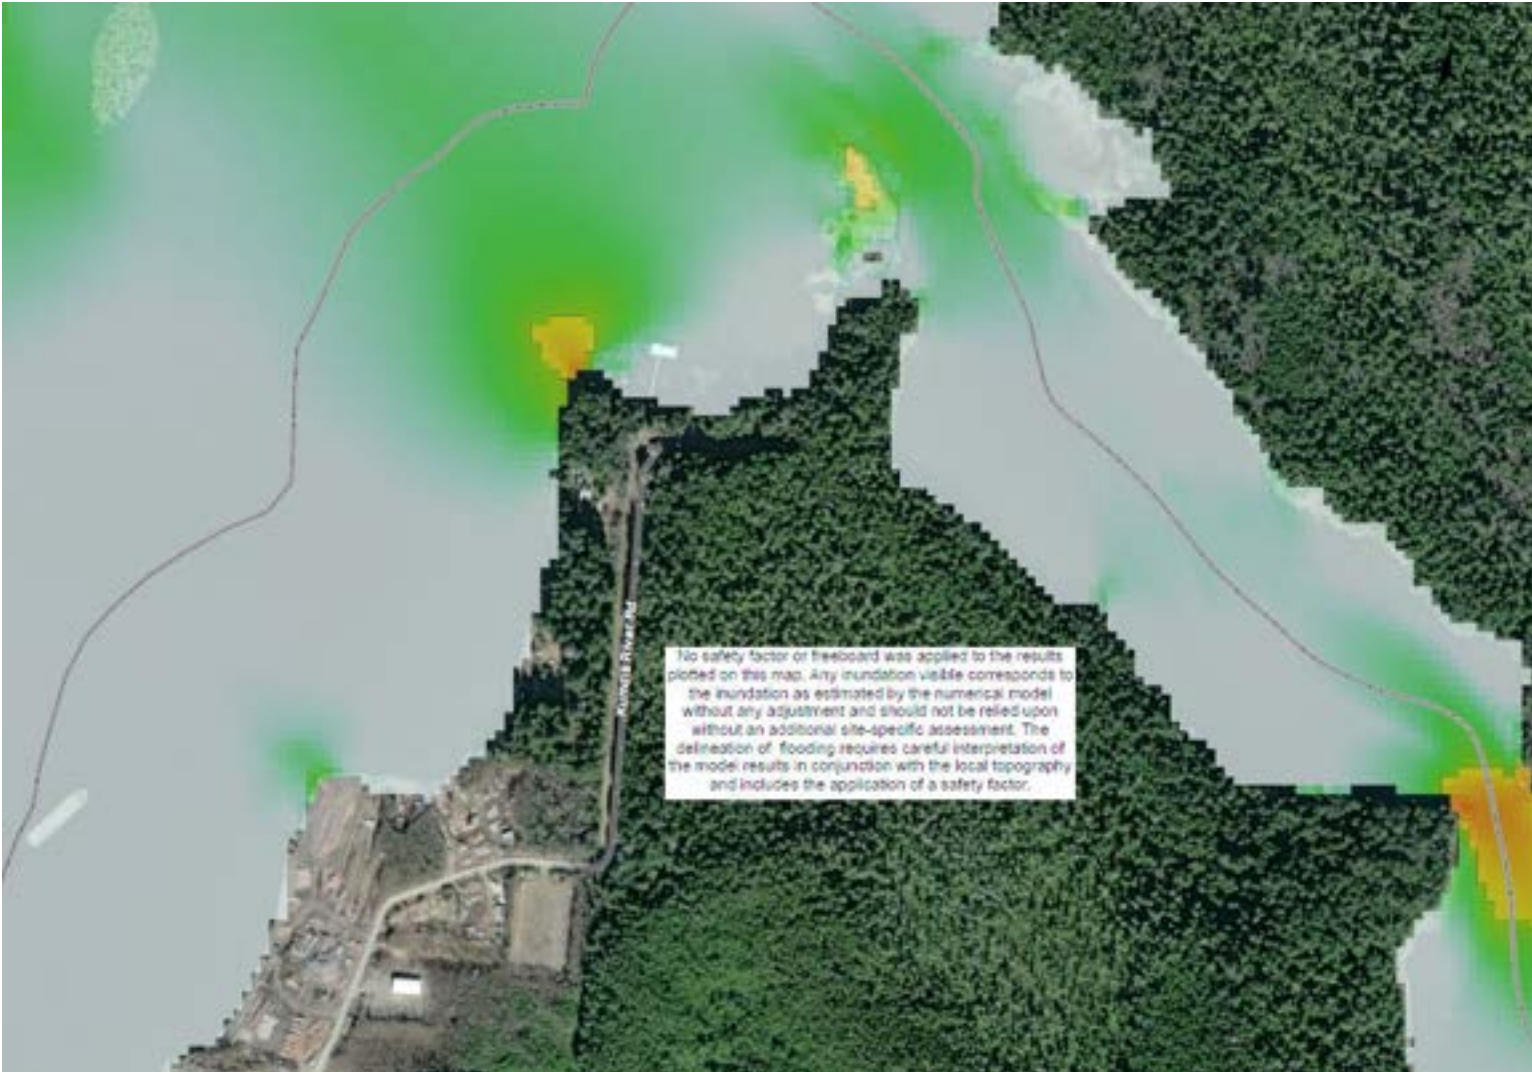 No safety factor or freeboard was applied to the results
plotted on this map. Any inundation visible corresponds to
the inundation as estimated by the numerical model
without any adjustment and should not be relied upon
without an additional site-specific assessment. The
delineation of flooding requires careful interpretation of
the model results in conjunction with the local topography
and includes the application of a safety factor.
River Rd